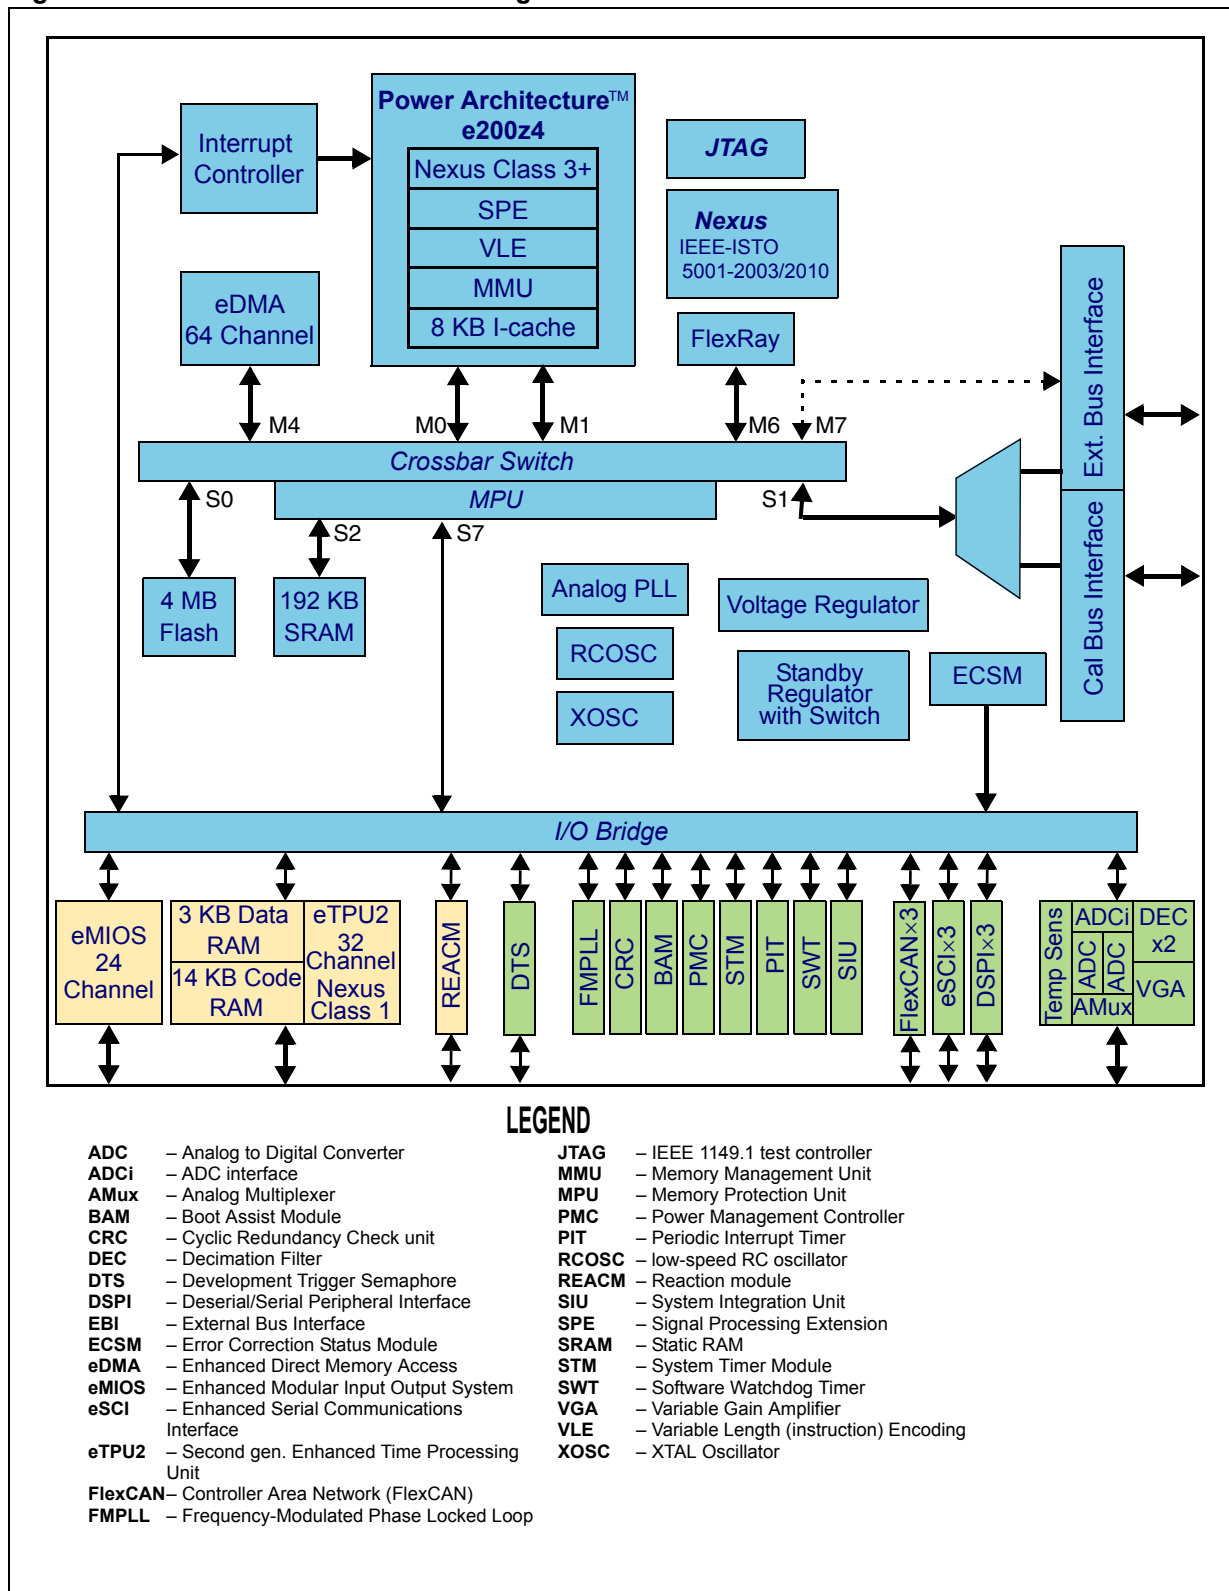 Power Architecture™
e200z4
Nexus Class 3+
SPE
VLE
MMU
8 KB I-cache
Interrupt
Controller
JTAG
Nexus
IEEE-ISTO
5001-2003/2010
eDMA
64 Channel
FlexRay
Ext. Bus Interface
Cal Bus Interface
M4
M0
M1
M6
M7
Crossbar Switch
MPU
S0
S2
S7
S1
4 MB
Flash
192 KB
SRAM
Analog PLL
RCOSC
XOSC
Voltage Regulator
Standby
Regulator
with Switch
ECSM
I/O Bridge
eMIOS
24
Channel
3 KB Data
RAM
14 KB Code
RAM
eTPU2
32
Channel
Nexus
Class 1
REACM
DTS
FMPLL
CRC
BAM
PMC
STM
PIT
SWT
SIU
FlexCAN×3
eSCI×3
DSPI×3
Temp Sens
ADCi
ADC
ADC
AMux
DEC
x2
VGA
LEGEND
ADC – Analog to Digital Converter
ADCi – ADC interface
AMux – Analog Multiplexer
BAM – Boot Assist Module
CRC – Cyclic Redundancy Check unit
DEC – Decimation Filter
DTS – Development Trigger Semaphore
DSPI – Deserial/Serial Peripheral Interface
EBI – External Bus Interface
ECSM – Error Correction Status Module
eDMA – Enhanced Direct Memory Access
eMIOS – Enhanced Modular Input Output System
eSCI – Enhanced Serial Communications
Interface
eTPU2 – Second gen. Enhanced Time Processing
Unit
FlexCAN – Controller Area Network (FlexCAN)
FMPLL – Frequency-Modulated Phase Locked Loop
JTAG – IEEE 1149.1 test controller
MMU – Memory Management Unit
MPU – Memory Protection Unit
PMC – Power Management Controller
PIT – Periodic Interrupt Timer
RCOSC – low-speed RC oscillator
REACM – Reaction module
SIU – System Integration Unit
SPE – Signal Processing Extension
SRAM – Static RAM
STM – System Timer Module
SWT – Software Watchdog Timer
VGA – Variable Gain Amplifier
VLE – Variable Length (instruction) Encoding
XOSC – XTAL Oscillator